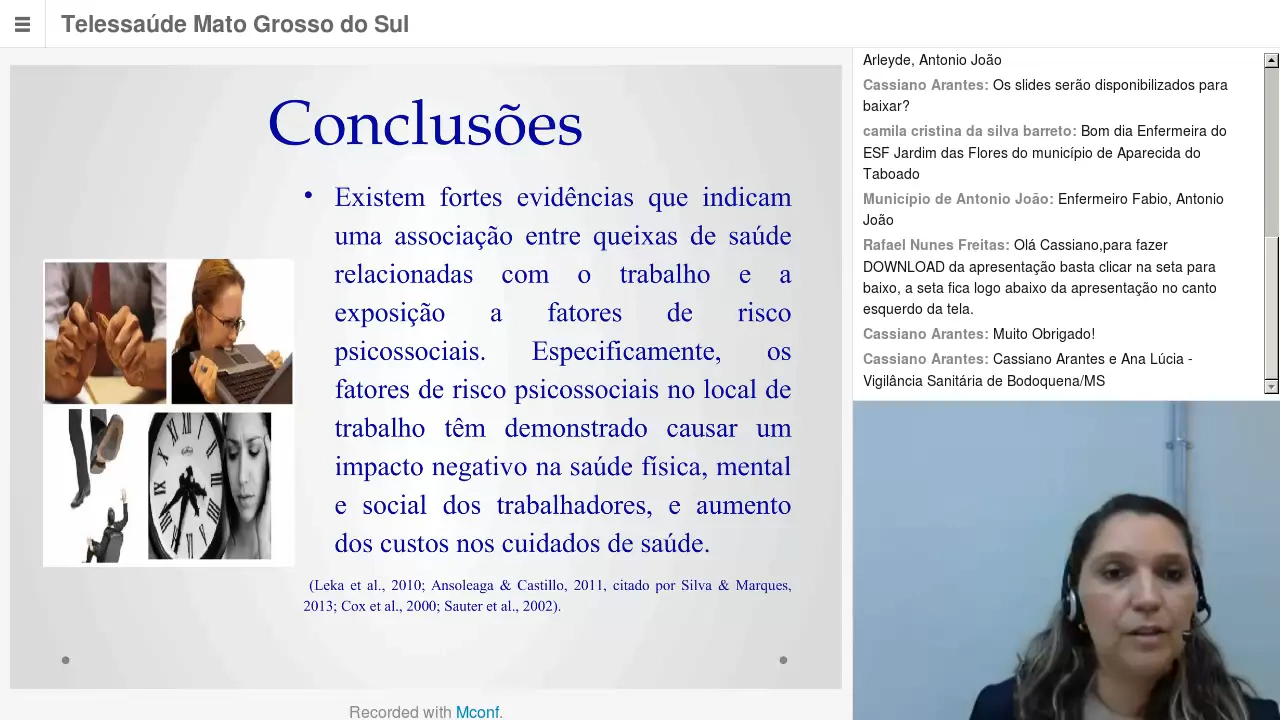 Telessaúde Mato Grosso do Sul
Conclusões
• Existem fortes evidências que indicam
uma associação entre queixas de saúde
relacionadas com o trabalho e a
exposição a fatores de risco
psicossociais. Especificamente, os
fatores de risco psicossociais no local de
trabalho têm demonstrado causar um
impacto negativo na saúde física, mental
e social dos trabalhadores, e aumento
dos custos nos cuidados de saúde.
(Leka et al., 2010; Ansoleaga & Castillo, 2011, citado por Silva & Marques,
2013; Cox et al., 2000; Sauter et al., 2002).
Recorded with Mconf.
Arleyde, Antonio João
Cassiano Arantes: Os slides serão disponibilizados para
baixar?
camila cristina da silva barreto: Bom dia Enfermeira do
ESF Jardim das Flores do município de Aparecida do
Taboado
Município de Antonio João: Enfermeiro Fabio, Antonio
João
Rafael Nunes Freitas: Olá Cassiano,para fazer
DOWNLOAD da apresentação basta clicar na seta para
baixo, a seta fica logo abaixo da apresentação no canto
esquerdo da tela.
Cassiano Arantes: Muito Obrigado!
Cassiano Arantes: Cassiano Arantes e Ana Lúcia -
Vigilância Sanitária de Bodoquena/MS